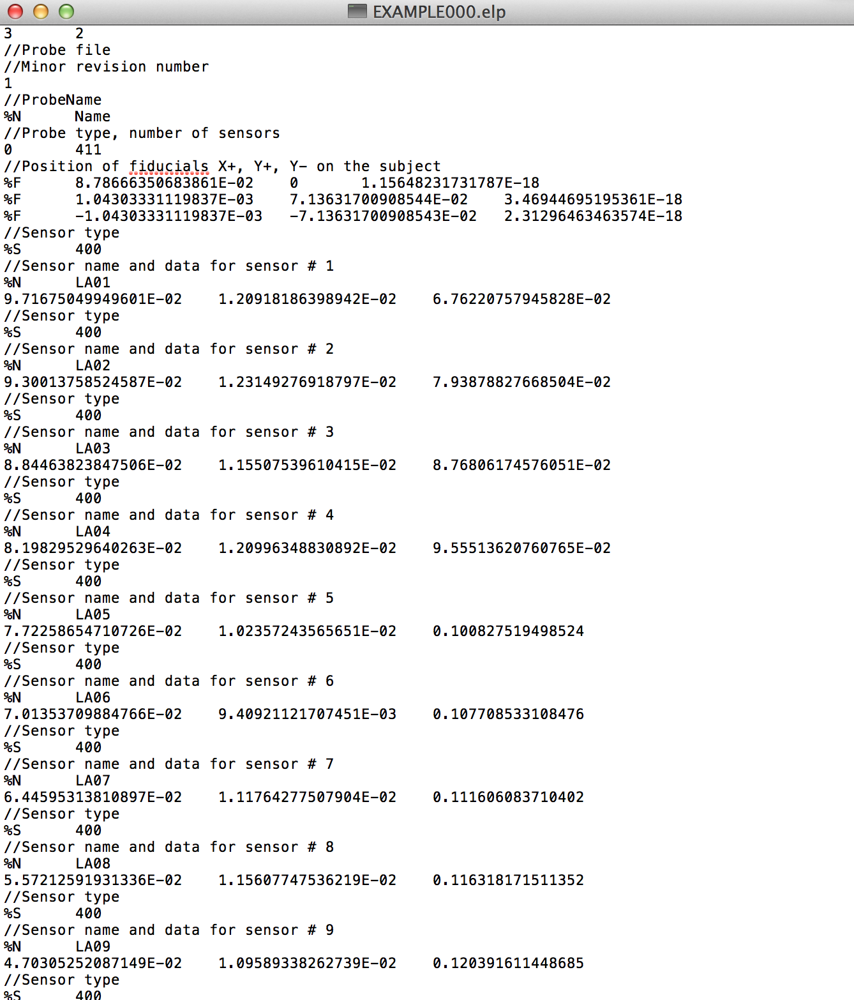 EXAMPLE000.elp
3	2
//Probe file
//Minor revision number
1
//ProbeName
%N	Name
//Probe type, number of sensors
0	411
//Position of fiducials X+, Y+, Y- on the subject
%F	8.78666350683861E-02	0	1.15648231731787E-18
%F	1.04303331119837E-03	7.13631700908544E-02	3.46944695195361E-18
%F	-1.04303331119837E-03	-7.13631700908543E-02	2.31296463463574E-18
//Sensor type
%S	400
//Sensor name and data for sensor # 1
%N	LA01
9.71675049949601E-02	1.20918186398942E-02	6.76220757945828E-02
//Sensor type
%S	400
//Sensor name and data for sensor # 2
%N	LA02
9.30013758524587E-02	1.23149276918797E-02	7.93878827668504E-02
//Sensor type
%S	400
//Sensor name and data for sensor # 3
%N	LA03
8.84463823847506E-02	1.15507539610415E-02	8.76806174576051E-02
//Sensor type
%S	400
//Sensor name and data for sensor # 4
%N	LA04
8.19829529640263E-02	1.20996348830892E-02	9.55513620760765E-02
//Sensor type
%S	400
//Sensor name and data for sensor # 5
%N	LA05
7.72258654710726E-02	1.02357243565651E-02	0.100827519498524
//Sensor type
%S	400
//Sensor name and data for sensor # 6
%N	LA06
7.01353709884766E-02	9.40921121707451E-03	0.107708533108476
//Sensor type
%S	400
//Sensor name and data for sensor # 7
%N	LA07
6.44595313810897E-02	1.11764277507904E-02	0.111606083710402
//Sensor type
%S	400
//Sensor name and data for sensor # 8
%N	LA08
5.57212591931336E-02	1.15607747536219E-02	0.116318171511352
//Sensor type
%S	400
//Sensor name and data for sensor # 9
%N	LA09
4.70305252087149E-02	1.09589338262739E-02	0.120391611448685
//Sensor type
%S	400